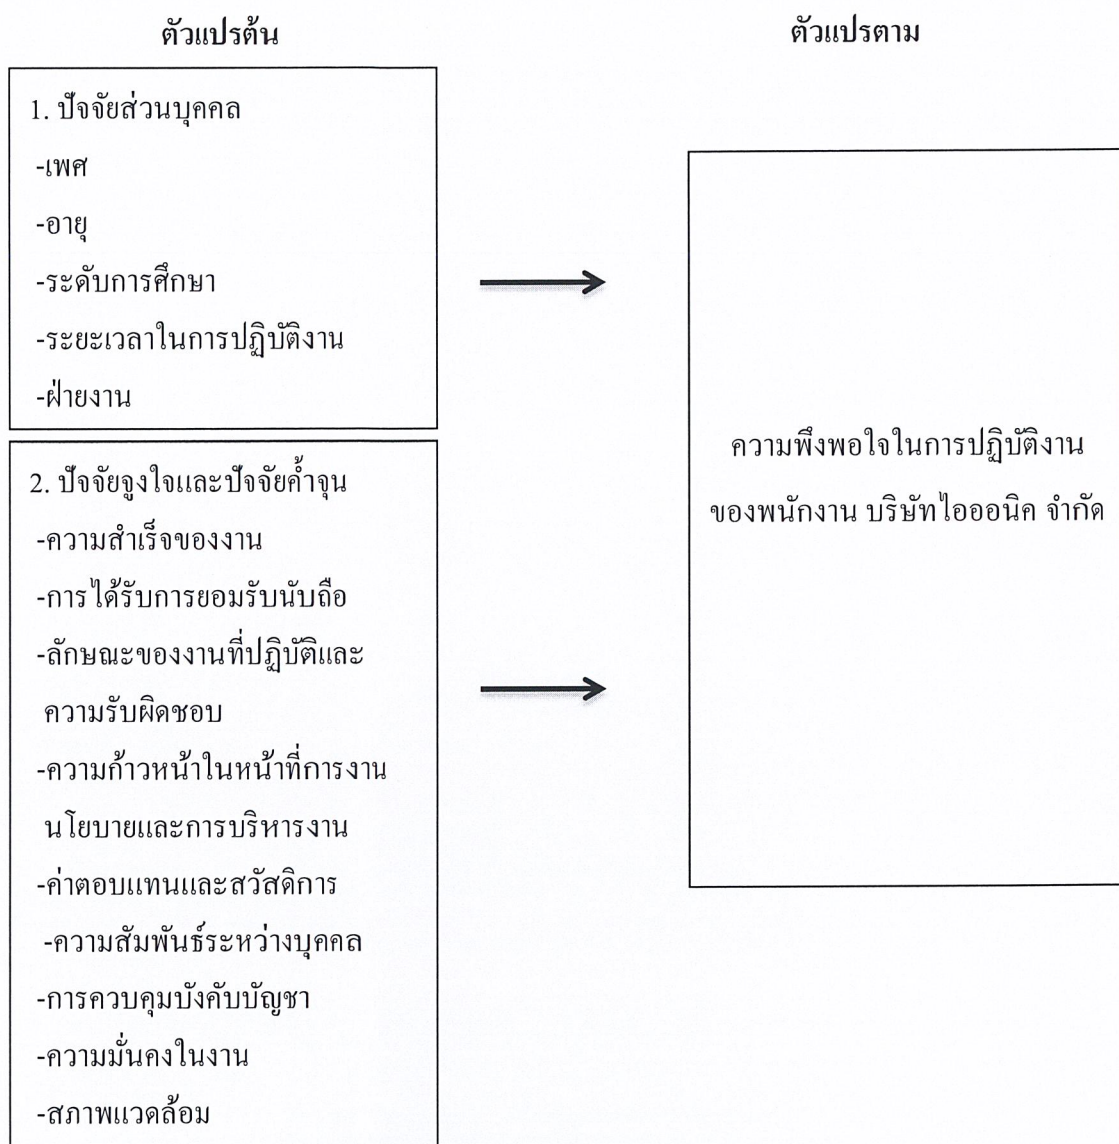 ตัวแปรต้น
ตัวแปรตาม
1. ปัจจัยส่วนบุคคล
-เพศ
-อายุ
-ระดับการศึกษา
-ระยะเวลาในการปฏิบัติงาน
-ฝ่ายงาน
2. ปัจจัยจูงใจและปัจจัยค้ำจุน
-ความสำเร็จของงาน
-การได้รับการยอมรับนับถือ
-ลักษณะของงานที่ปฏิบัติและ
ความรับผิดชอบ
-ความก้าวหน้าในหน้าที่การงาน
นโยบายและการบริหารงาน
-ค่าตอบแทนและสวัสดิการ
-ความสัมพันธ์ระหว่างบุคคล
-การควบคุมบังคับบัญชา
-ความมั่นคงในงาน
-สภาพแวดล้อม
ความพึงพอใจในการปฏิบัติงาน
ของพนักงาน บริษัทไอออนิค จำกัด